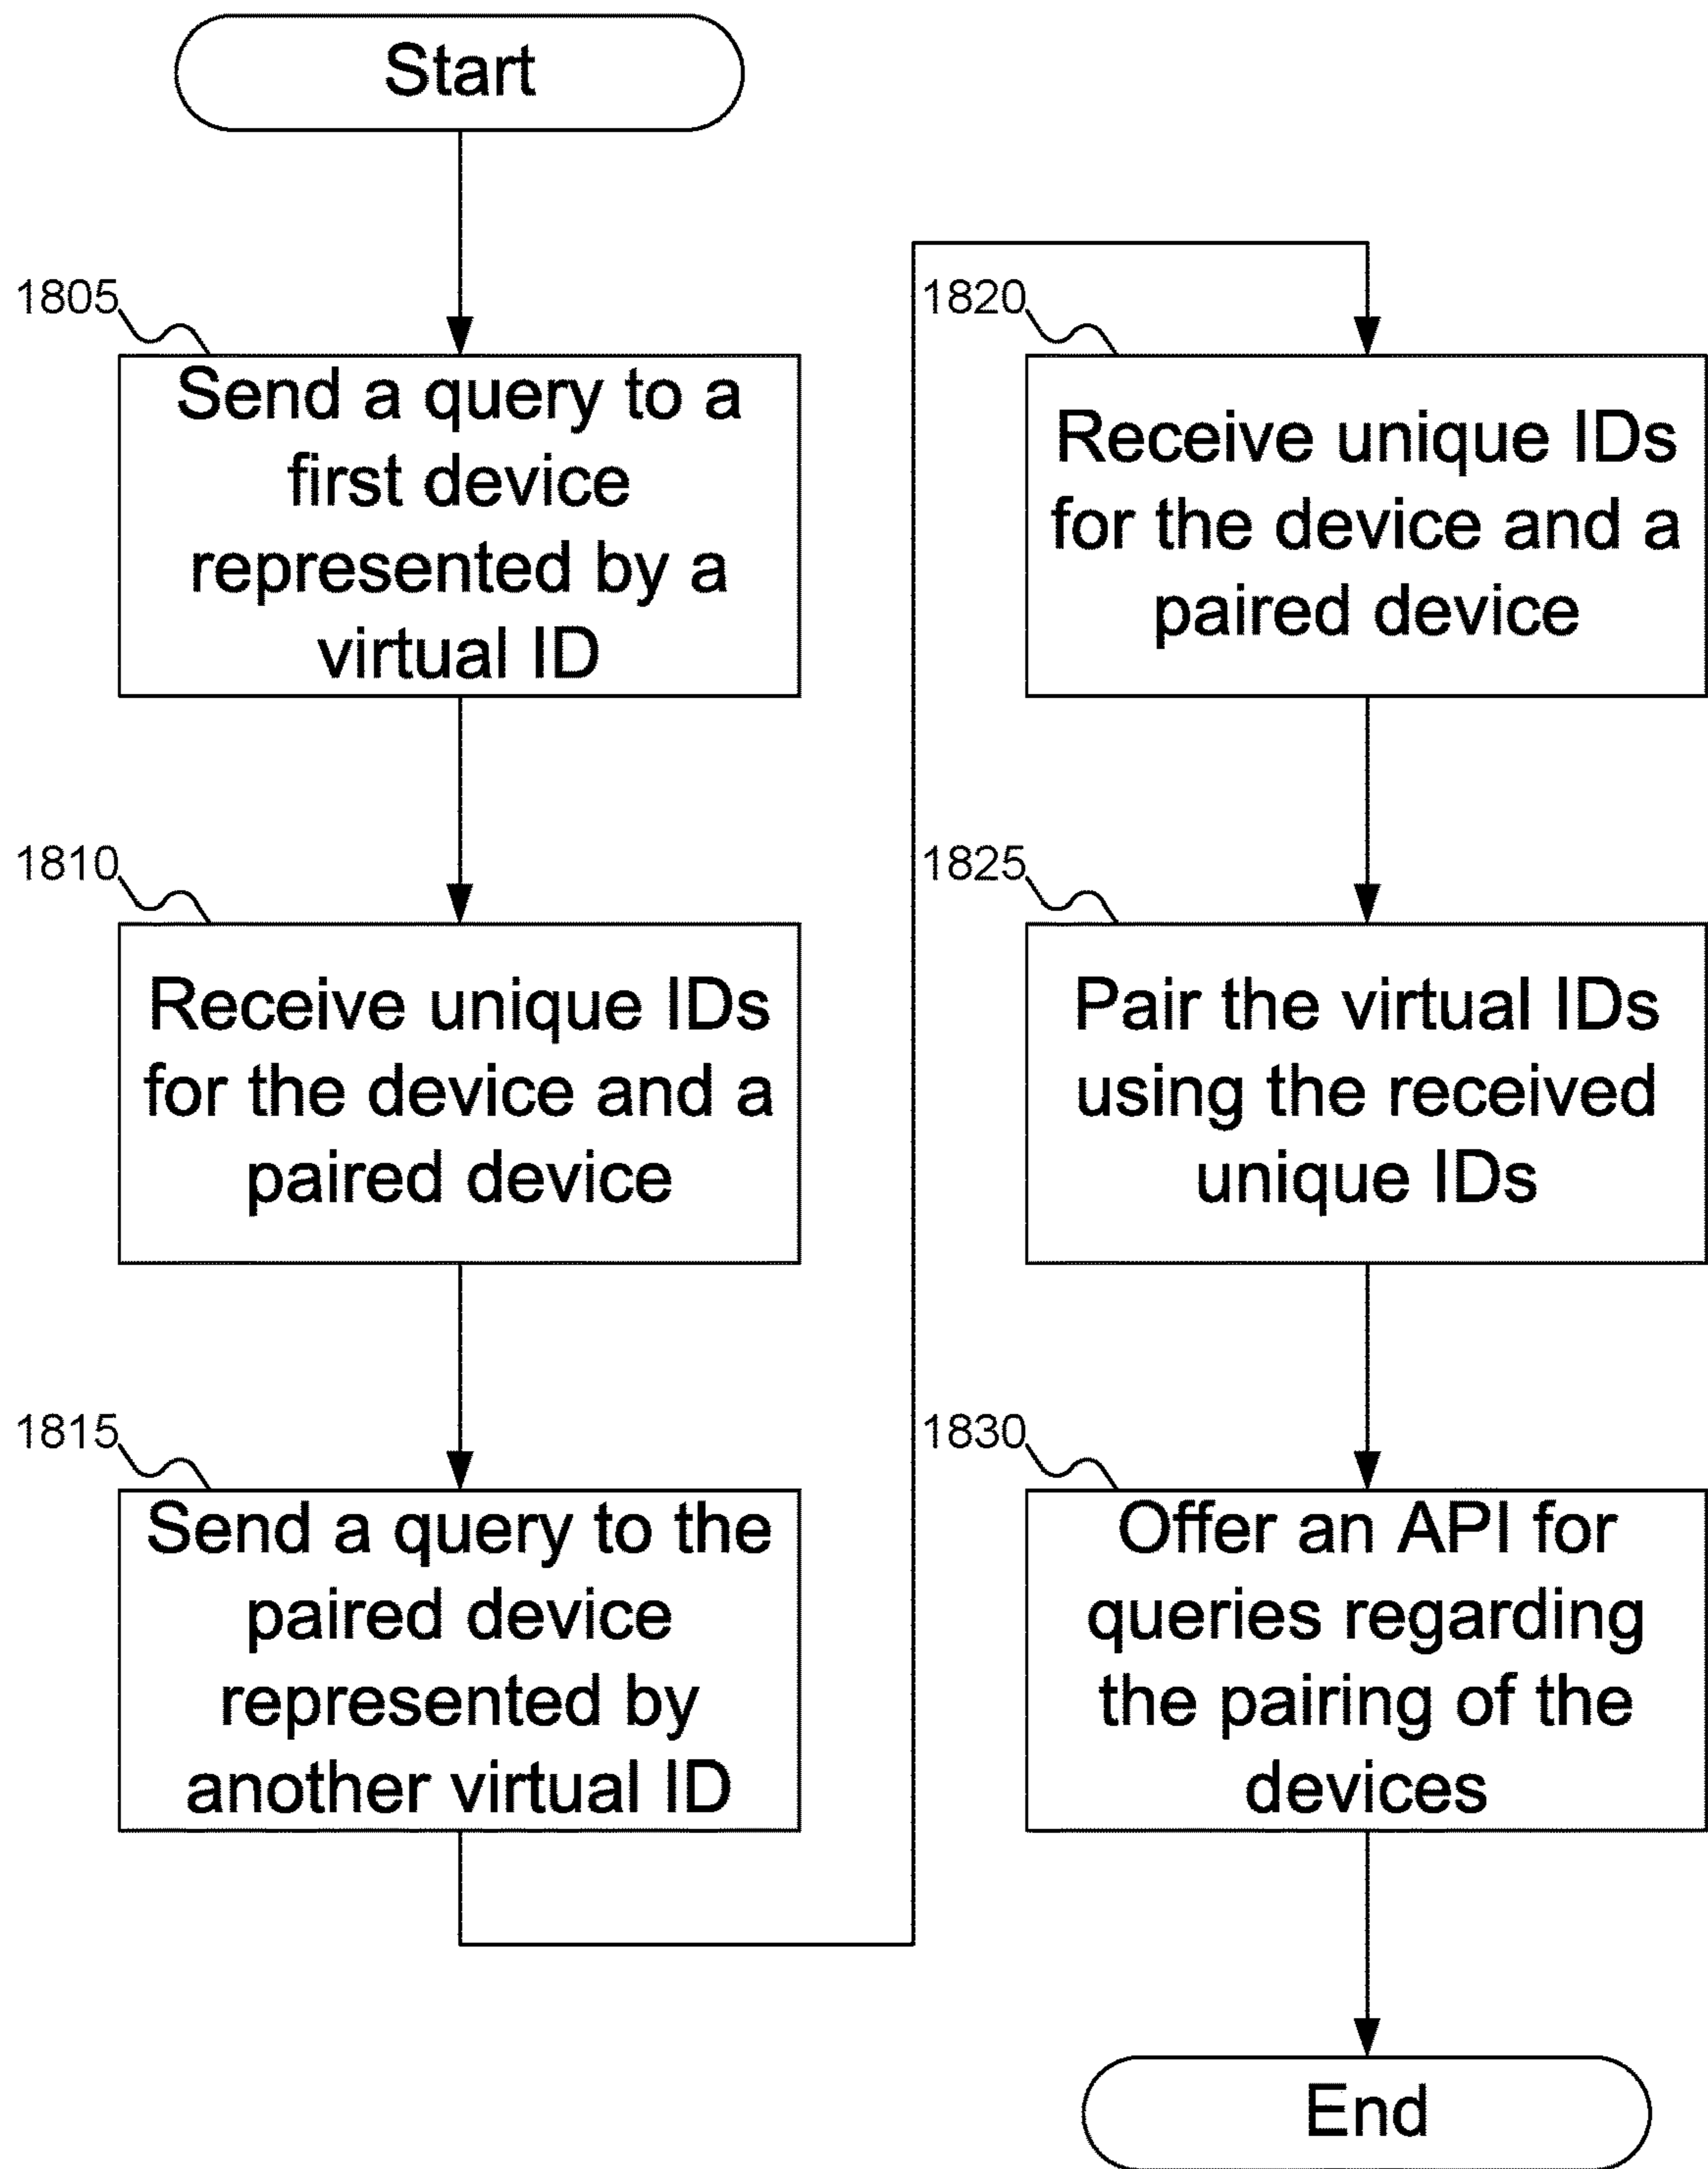 Start
1805
Send a query to a
first device
represented by a
virtual ID
1810
Receive unique IDs
for the device and a
paired device
1815
Send a query to the
paired device
represented by
another virtual ID
1820
Receive unique IDs
for the device and a
paired device
1825
Pair the virtual IDs
using the received
unique IDs
1830
Offer an API for
queries regarding
the pairing of the
devices
End